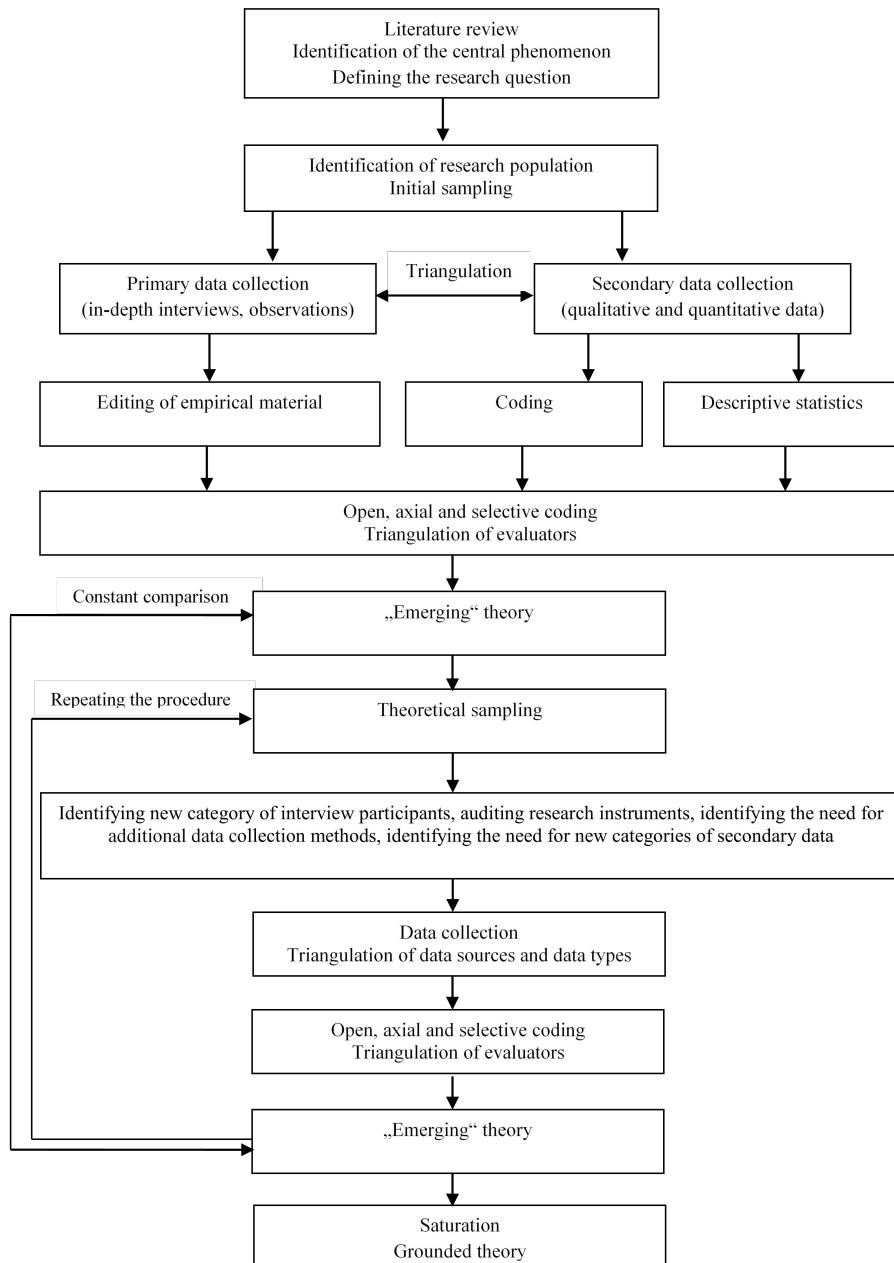 Literature review
Identification of the central phenomenon
Defining the research question
Identification of research population
Initial sampling
Primary data collection
(in-depth interviews, observations)
Triangulation
Secondary data collection
(qualitative and quantitative data)
Editing of empirical material
Coding
Descriptive statistics
Open, axial and selective coding
Triangulation of evaluators
Constant comparison
„Emerging“ theory
Repeating the procedure
Theoretical sampling
Identifying new category of interview participants, auditing research instruments, identifying the need for
additional data collection methods, identifying the need for new categories of secondary data
Data collection
Triangulation of data sources and data types
Open, axial and selective coding
Triangulation of evaluators
„Emerging“ theory
Saturation
Grounded theory